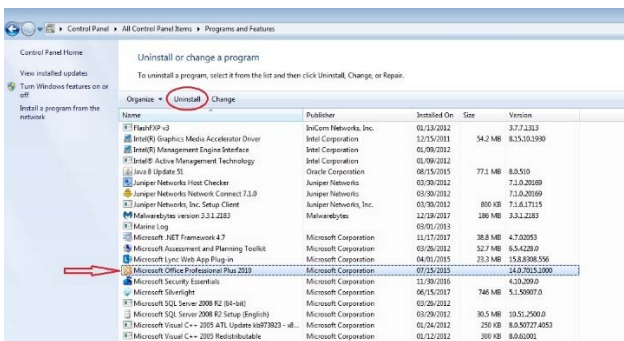 Control Panel ▸ All Control Panel Items ▸ Programs and Features
Control Panel Home
View installed updates
Turn Windows features on or off
Install a program from the network
Uninstall or change a program
To uninstall a program, select it from the list and then click Uninstall, Change, or Repair.
Organize Uninstall Change
Name Publisher Installed On Size Version
FlashFXP v3 IniCom Networks, Inc. 01/13/2012 3.7.7.1313
Intel(R) Graphics Media Accelerator Driver Intel Corporation 12/15/2011 54.2 MB 8.15.10.1930
Intel(R) Management Engine Interface Intel Corporation 01/09/2012
Intel® Active Management Technology Intel Corporation 01/09/2012
Java 8 Update 51 Oracle Corporation 08/15/2015 77.1 MB 8.0.510
Juniper Networks Host Checker Juniper Networks 03/30/2012 7.1.0.20169
Juniper Networks Network Connect 7.1.0 Juniper Networks 03/30/2012 7.1.0.20169
Juniper Networks, Inc. Setup Client Juniper Networks, Inc. 03/30/2012 800 KB 7.1.6.17115
Malwarebytes version 3.3.1.2183 Malwarebytes 12/19/2017 186 MB 3.3.1.2183
Marine Log 03/01/2013
Microsoft .NET Framework 4.7 Microsoft Corporation 11/17/2017 38.8 MB 4.7.02053
Microsoft Assessment and Planning Toolkit Microsoft Corporation 03/26/2012 52.7 MB 6.5.4228.0
Microsoft Lync Web App Plug-in Microsoft Corporation 04/01/2015 23.3 MB 15.8.8308.556
Microsoft Office Professional Plus 2010 Microsoft Corporation 07/15/2015 14.0.7015.1000
Microsoft Security Essentials Microsoft Corporation 11/30/2016 4.10.209.0
Microsoft Silverlight Microsoft Corporation 06/15/2017 746 MB 5.1.50907.0
Microsoft SQL Server 2008 R2 (64-bit) Microsoft Corporation 03/26/2012
Microsoft SQL Server 2008 R2 Setup (English) Microsoft Corporation 03/29/2012 30.5 MB 10.51.2500.0
Microsoft Visual C++ 2005 ATL Update kb973923 - x8... Microsoft Corporation 01/24/2012 250 KB 8.0.50727.4053
Microsoft Visual C++ 2005 Redistributable Microsoft Corporation 01/12/2012 300 KB 8.0.61001